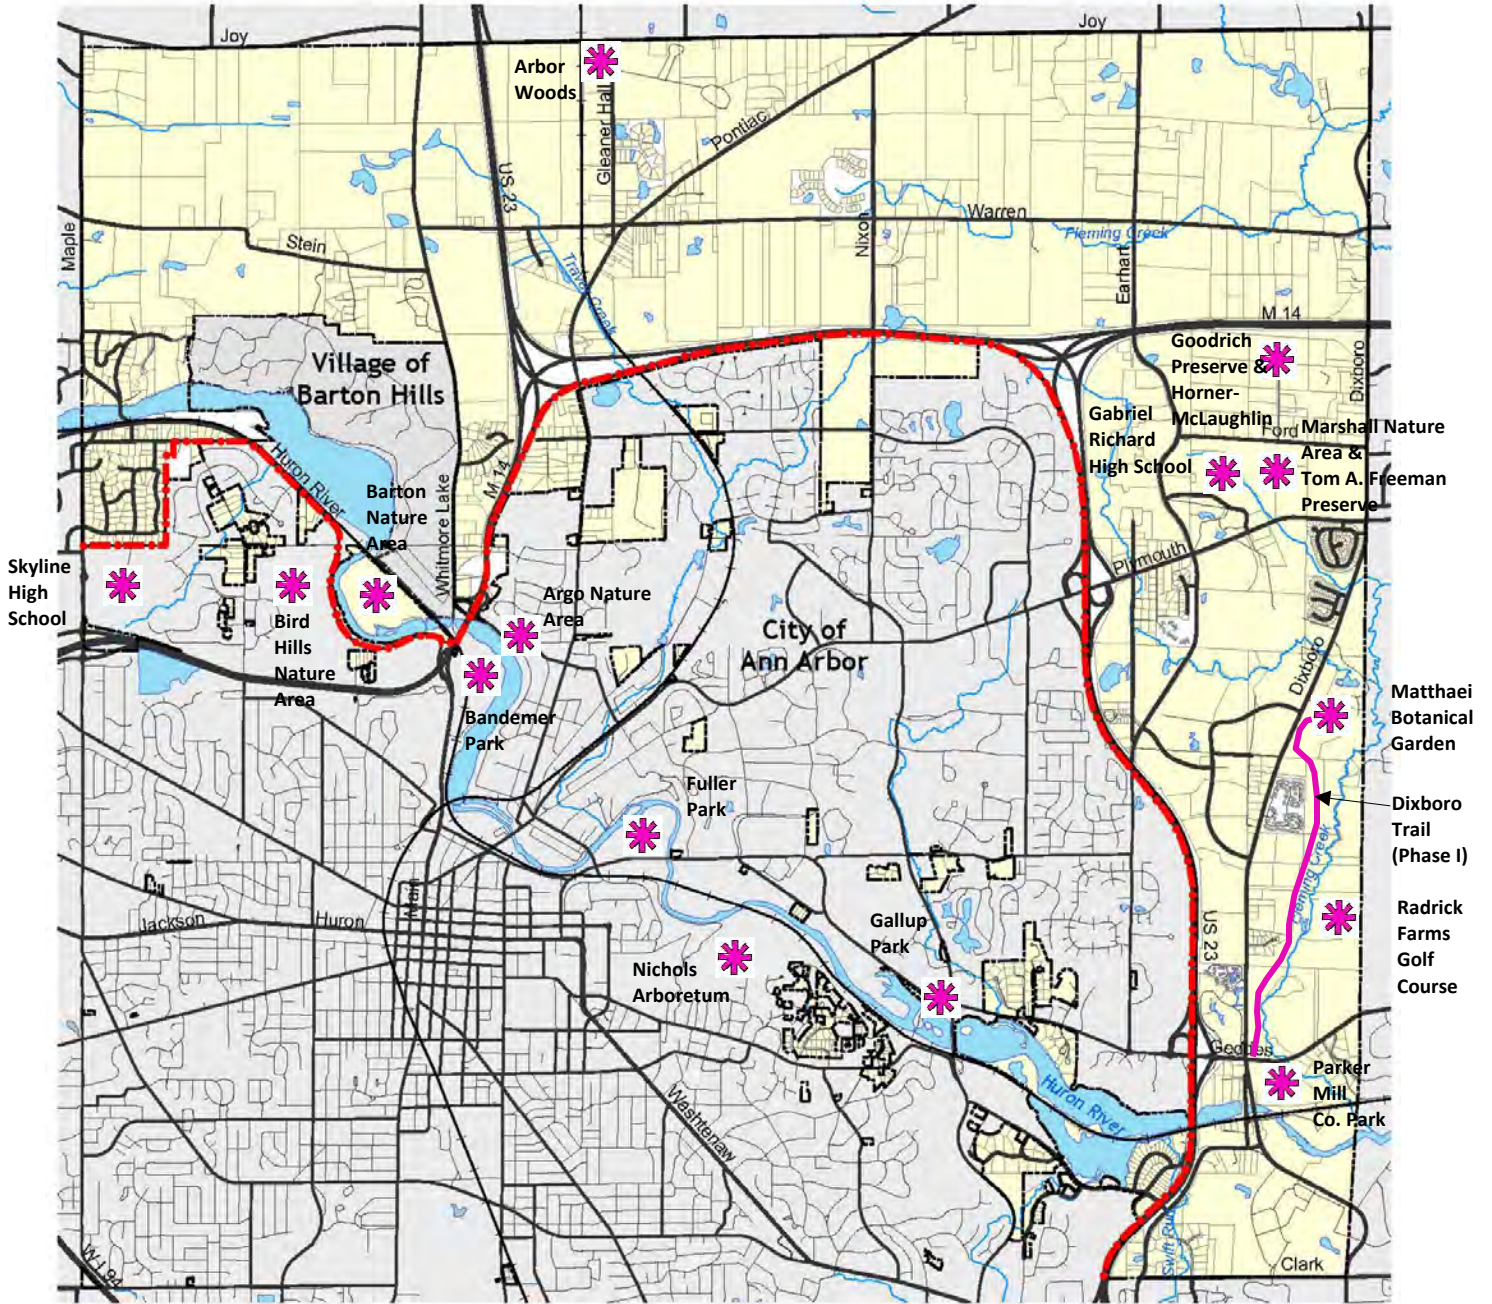 Joy
Joy
Arbor
Woods
Gleaner Hall
Pontiac
US 23
Maple
Stein
Warren
Nixon
Fleming Creek
Earhart
Traver Creek
M 14
Village of
Barton Hills
Goodrich
Preserve &
Horner-
McLaughlin
Dixboro
Gabriel
Richard
High School
Ford
Marshall Nature
Area &
Tom A. Freeman
Preserve
Huron River
M 14
Whitmore Lake
Barton
Nature
Area
Skyline
High
School
Bird
Hills
Nature
Area
Argo Nature
Area
City of
Ann Arbor
Plymouth
Dixboro
Bandemer
Park
Matthaei
Botanical
Garden
Fuller
Park
Dixboro
Trail
(Phase I)
Fleming Creek
Jackson
Huron
Main
Gallup
Park
US 23
Radrick
Farms
Golf
Course
Nichols
Arboretum
Geddes
Parker
Mill
Co. Park
Huron River
Washtenaw
Swift Run
Clark
W I 94